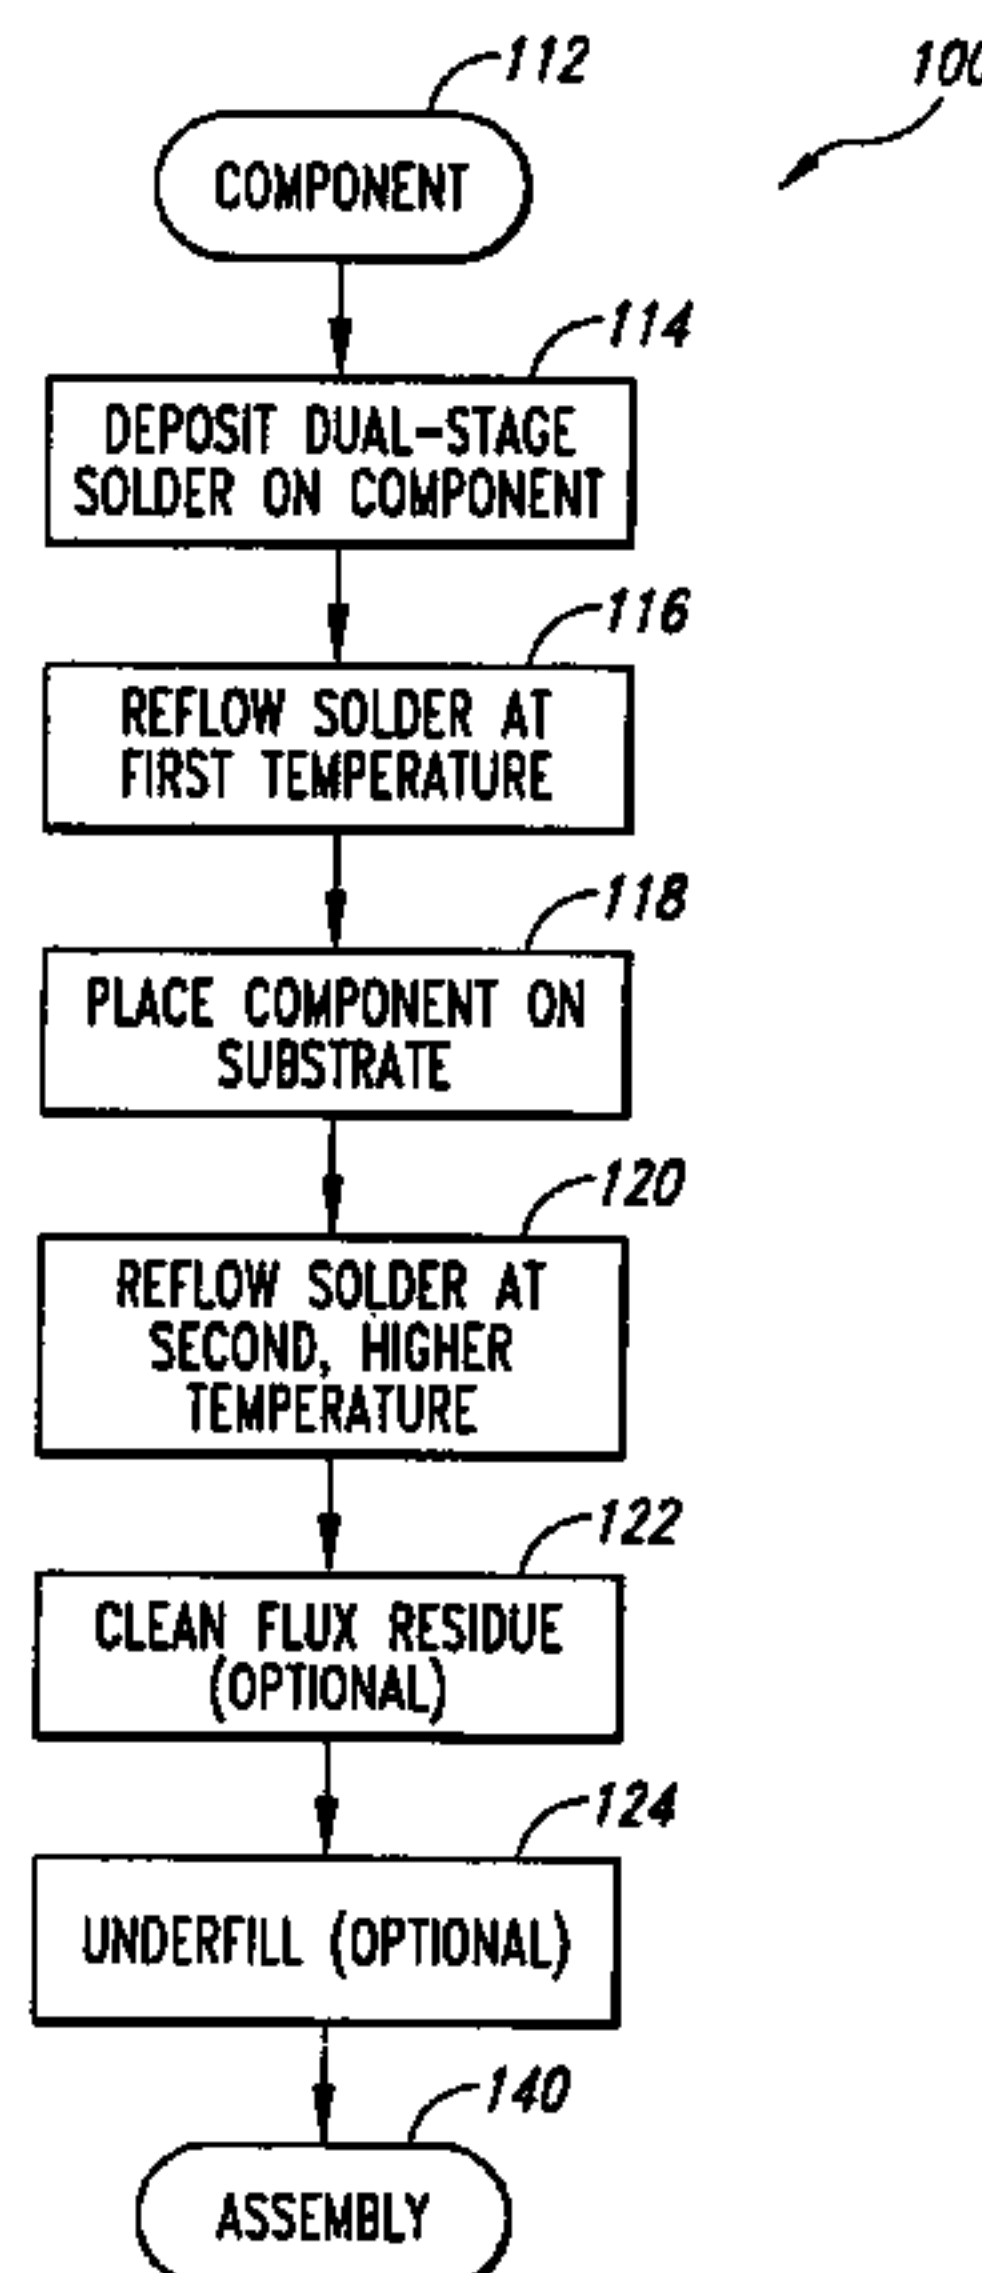 112
100
COMPONENT
114
DEPOSIT DUAL-STAGE
SOLDER ON COMPONENT
116
REFLOW SOLDER AT
FIRST TEMPERATURE
118
PLACE COMPONENT ON
SUBSTRATE
120
REFLOW SOLDER AT
SECOND, HIGHER
TEMPERATURE
122
CLEAN FLUX RESIDUE
(OPTIONAL)
124
UNDERFILL (OPTIONAL)
140
ASSEMBLY